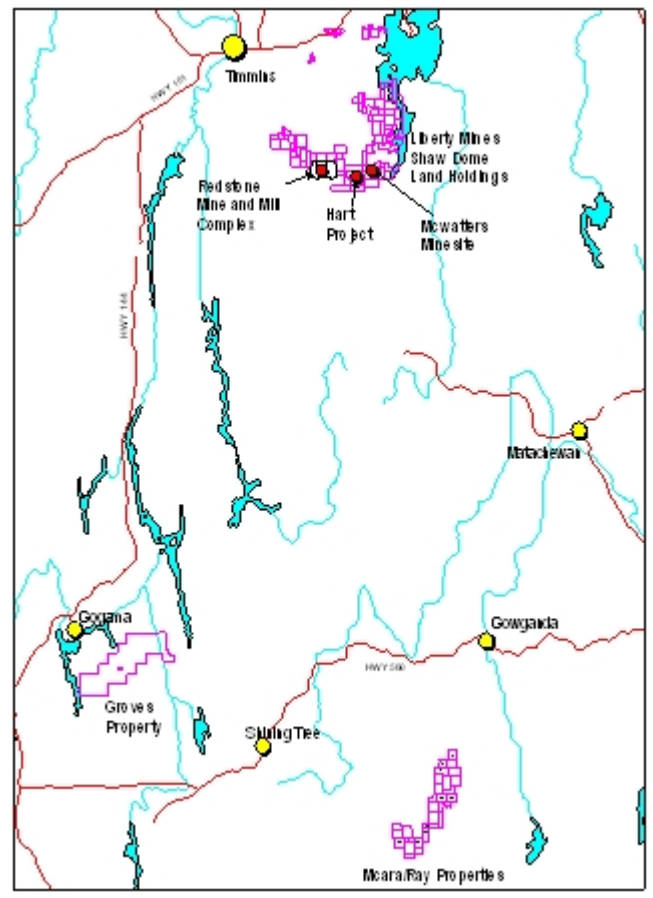 Timmins
HWY 101
Liberty Mines
Shaw Dome
Land Holdings
Redstone
Mine and Mill
Complex
Hart
Project
Mcwatters
Minesite
HWY 144
Matachewan
Gogama
Gowganda
HWY 560
Groves
Property
Shining Tree
Mcara/Ray Properties